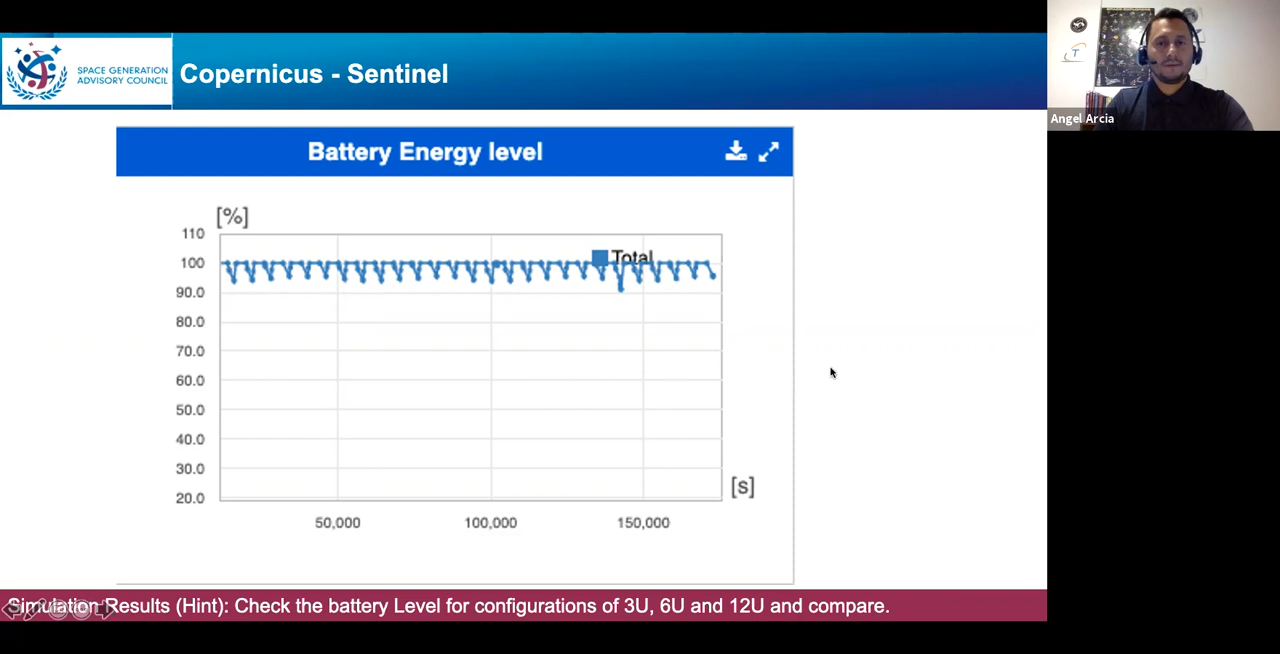 SPACE GENERATION
ADVISORY COUNCIL
Copernicus - Sentinel
Angel Arcia
Battery Energy level
[%]
110
100
90.0
80.0
70.0
60.0
50.0
40.0
30.0
20.0
Total
[s]
50,000
100,000
150,000
Simulation Results (Hint): Check the battery Level for configurations of 3U, 6U and 12U and compare.